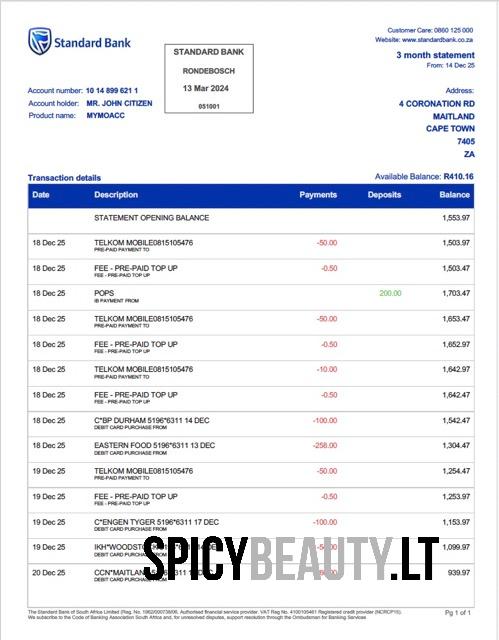 Standard Bank
STANDARD BANK
RONDEBOSCH
13 Mar 2024
051001
Customer Care: 0860 125 000
Website: www.standardbank.co.za
3 month statement
From: 14 Dec 25
Account number: 10 14 899 621 1
Account holder: MR. JOHN CITIZEN
Product name: MYMOACC
Address:
4 CORONATION RD
MAITLAND
CAPE TOWN
7405
ZA
Transaction details
Available Balance: R410.16
Date Description Payments Deposits Balance
STATEMENT OPENING BALANCE 1,553.97
18 Dec 25 TELKOM MOBILE0815105476 -50.00 1,503.97
PRE-PAID PAYMENT TO
18 Dec 25 FEE - PRE-PAID TOP UP -0.50 1,503.47
FEE - PRE-PAID TOP UP
18 Dec 25 POPS 200.00 1,703.47
IB PAYMENT FROM
18 Dec 25 TELKOM MOBILE0815105476 -50.00 1,653.47
PRE-PAID PAYMENT TO
18 Dec 25 FEE - PRE-PAID TOP UP -0.50 1,652.97
FEE - PRE-PAID TOP UP
18 Dec 25 TELKOM MOBILE0815105476 -10.00 1,642.97
PRE-PAID PAYMENT TO
18 Dec 25 FEE - PRE-PAID TOP UP -0.50 1,642.47
FEE - PRE-PAID TOP UP
18 Dec 25 C*BP DURHAM 5196*6311 14 DEC -100.00 1,542.47
DEBIT CARD PURCHASE FROM
18 Dec 25 EASTERN FOOD 5196*6311 13 DEC -258.00 1,304.47
DEBIT CARD PURCHASE FROM
19 Dec 25 TELKOM MOBILE0815105476 -50.00 1,254.47
PRE-PAID PAYMENT TO
19 Dec 25 FEE - PRE-PAID TOP UP -0.50 1,253.97
FEE - PRE-PAID TOP UP
19 Dec 25 C*ENGEN TYGER 5196*6311 17 DEC -100.00 1,153.97
DEBIT CARD PURCHASE FROM
19 Dec 25 1,099.97
DEBIT CARD PURCHASE FROM
20 Dec 25 939.97
DEBIT CARD PURCHASE FROM
SPICYBEAUTY.LT
The Standard Bank of South Africa Limited (Reg. No. 1962/000738/06. Authorised financial service provider. VAT Reg No. 4100105461 Registered credit provider (NCRCP15).
We subscribe to the Code of Banking Association South Africa and, for unresolved disputes, support resolution through the Ombudsman for Banking Services
Pg 1 of 1